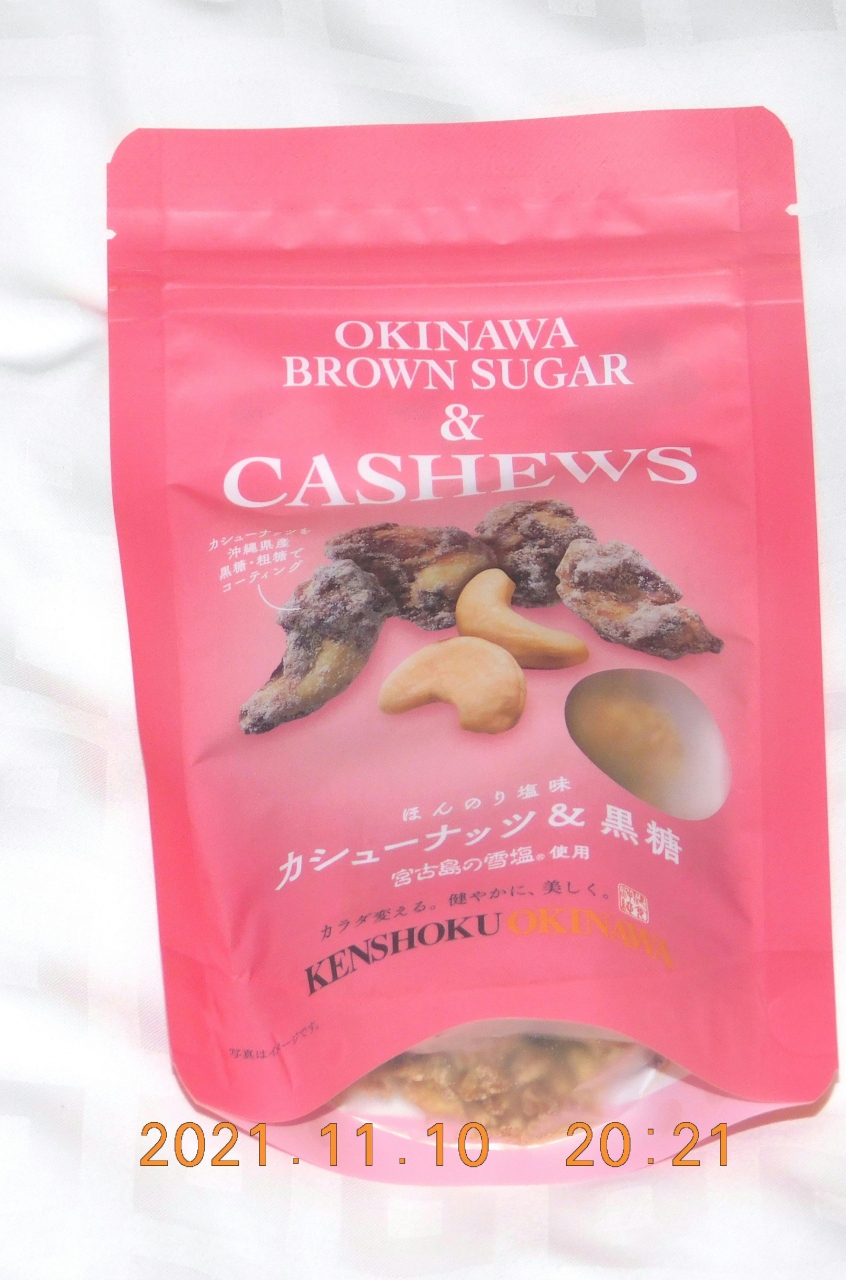 OKINAWA
BROWN SUGAR
&
CASHEWS
カシューナッツを
沖縄県産
黒糖・粗糖で
コーティング
ほんのり塩味
カシューナッツ&黒糖
宮古島の雪塩®使用
カラダ変える。健やかに、美しく。
KENSHOKU OKINAWA
写真はイメージです。
2021.11.10 20:21